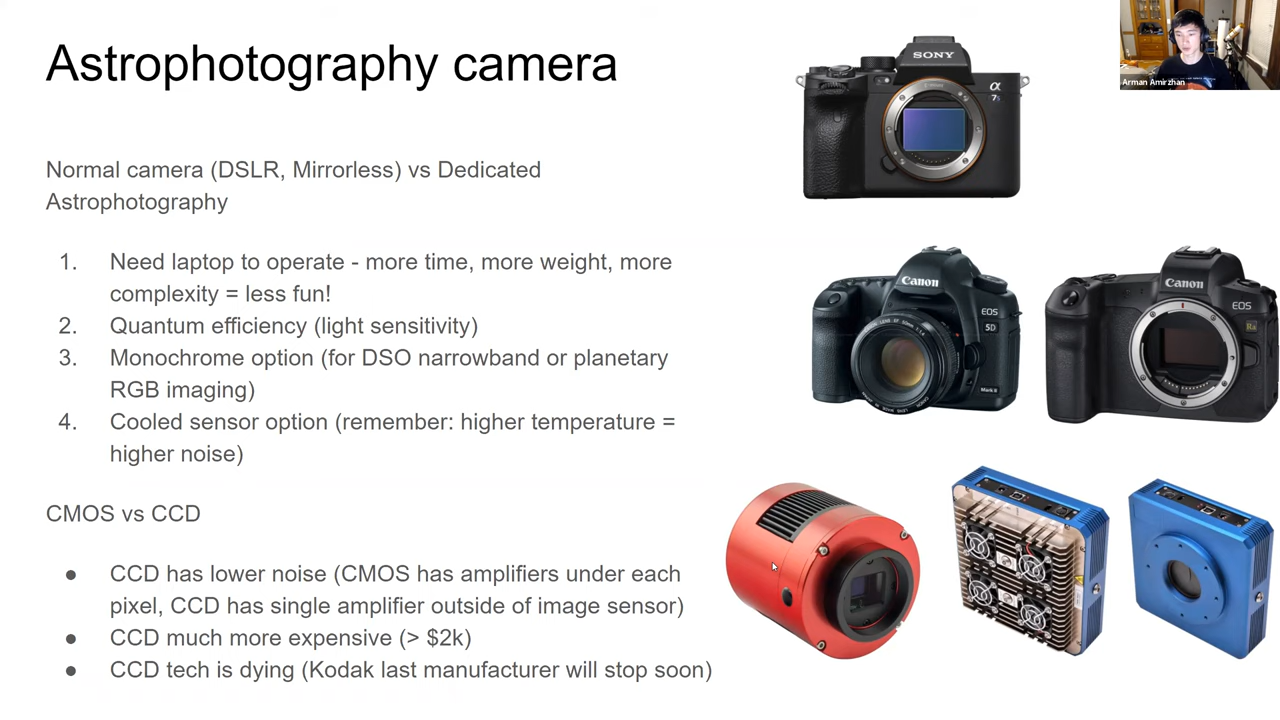 Astrophotography camera
Normal camera (DSLR, Mirrorless) vs Dedicated
Astrophotography
1. Need laptop to operate - more time, more weight, more
complexity = less fun!
2. Quantum efficiency (light sensitivity)
3. Monochrome option (for DSO narrowband or planetary
RGB imaging)
4. Cooled sensor option (remember: higher temperature =
higher noise)
CMOS vs CCD
● CCD has lower noise (CMOS has amplifiers under each
pixel, CCD has single amplifier outside of image sensor)
● CCD much more expensive (> $2k)
● CCD tech is dying (Kodak last manufacturer will stop soon)
SONY
α
7s
Canon
EOS
5D
Mark II
Canon
EOS
Ra
Arman Amirzhan